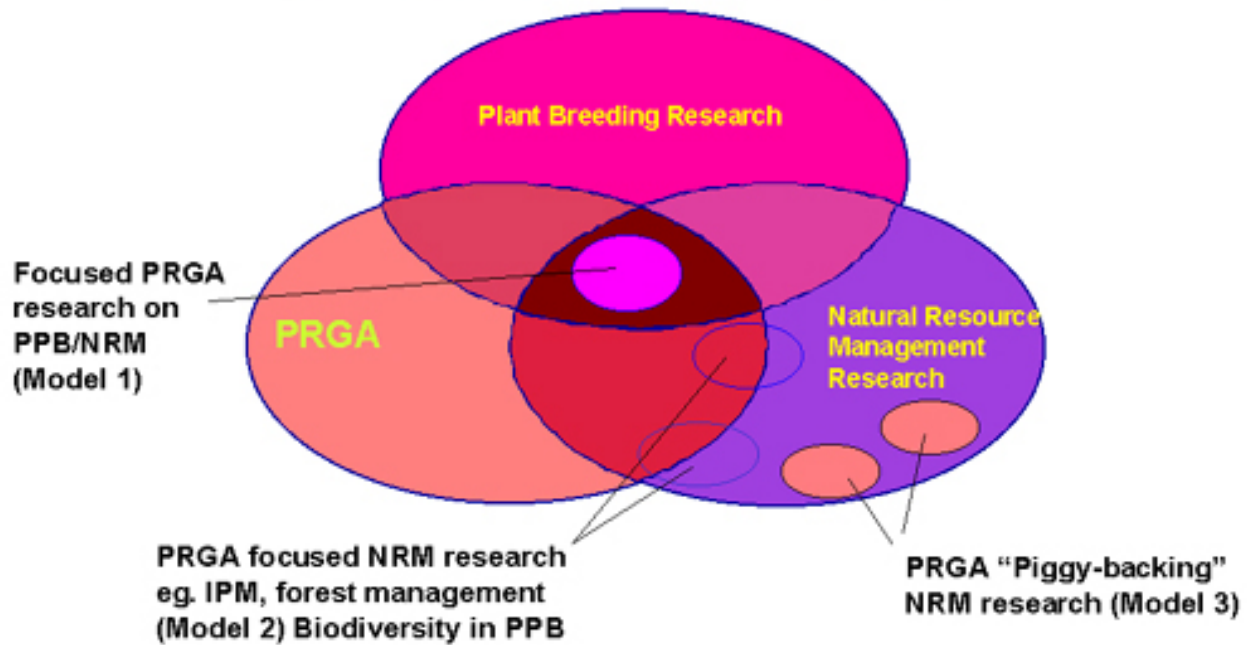 Plant Breeding Research
Focused PRGA
research on
PPB/NRM
(Model 1)
PRGA
Natural Resource
Management
Research
PRGA focused NRM research
eg. IPM, forest management
(Model 2) Biodiversity in PPB
PRGA “Piggy-backing”
NRM research (Model 3)